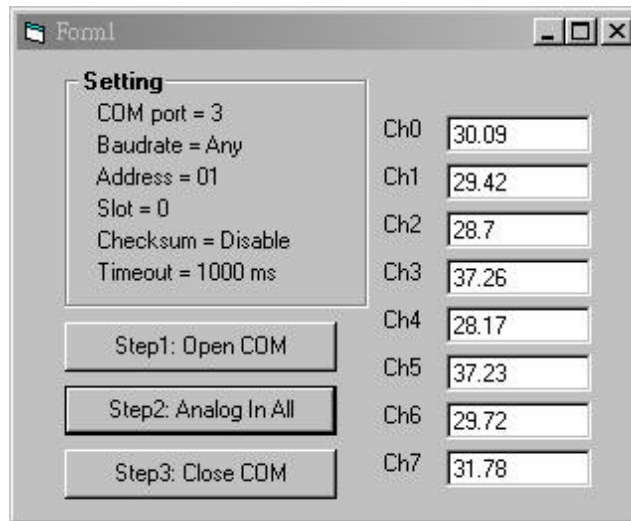 Form1
Setting
COM port = 3
Baudrate = Any
Address = 01
Slot = 0
Checksum = Disable
Timeout = 1000 ms
Step1: Open COM
Step2: Analog In All
Step3: Close COM
Ch0 30.09
Ch1 29.42
Ch2 28.7
Ch3 37.26
Ch4 28.17
Ch5 37.23
Ch6 29.72
Ch7 31.78